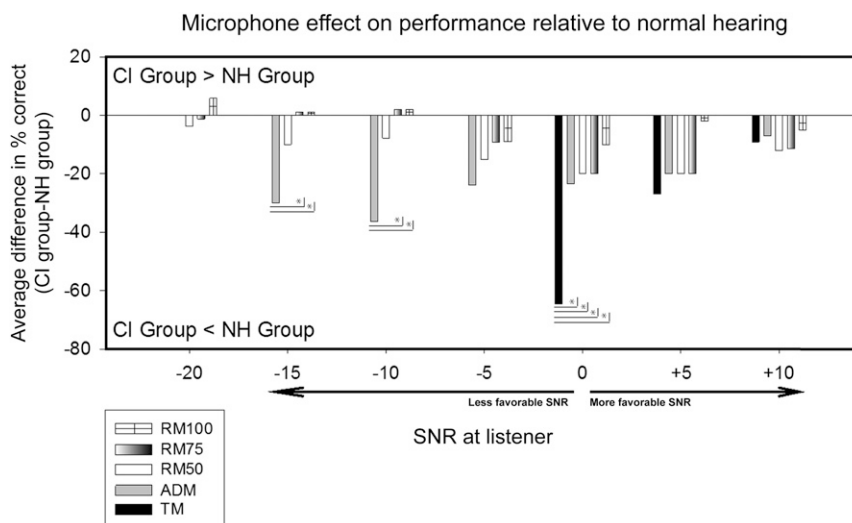 Microphone effect on performance relative to normal hearing
Average difference in % correct
(CI group-NH group)
20
0
-20
-40
-60
-80
CI Group > NH Group
* * * * * * * *
CI Group < NH Group
-20 -15 -10 -5 0 +5 +10
Less favorable SNR More favorable SNR
SNR at listener
RM100
RM75
RM50
ADM
TM